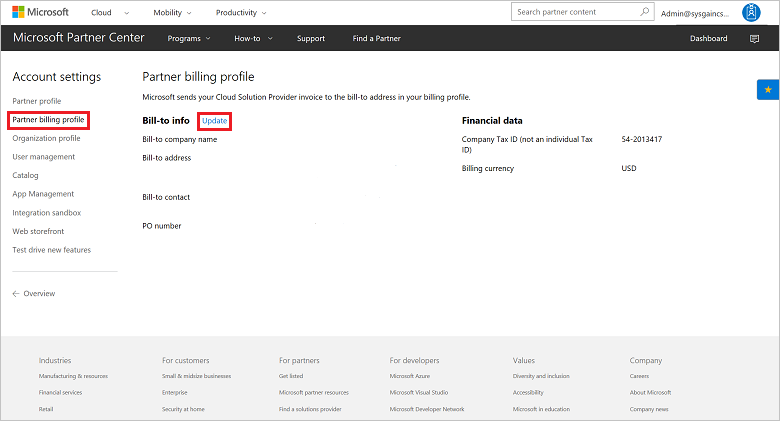 Microsoft Cloud Mobility Productivity Search partner content Admin@sysgaincs...
Microsoft Partner Center Programs How-to Support Find a Partner Dashboard
Account settings
Partner profile
Partner billing profile
Organization profile
User management
Catalog
App Management
Integration sandbox
Web storefront
Test drive new features
Overview
Partner billing profile
Microsoft sends your Cloud Solution Provider invoice to the bill-to address in your billing profile.
Bill-to info Update
Bill-to company name
Bill-to address
Bill-to contact
PO number
Financial data
Company Tax ID (not an individual Tax
ID)
54-2013417
Billing currency USD
Industries
Manufacturing & resources
Financial services
Retail
For customers
Small & midsize businesses
Enterprise
Security at home
For partners
Get listed
Microsoft partner resources
Find a solutions provider
For developers
Microsoft Azure
Microsoft Visual Studio
Microsoft Developer Network
Values
Diversity and inclusion
Accessibility
Microsoft in education
Company
Careers
About Microsoft
Company news